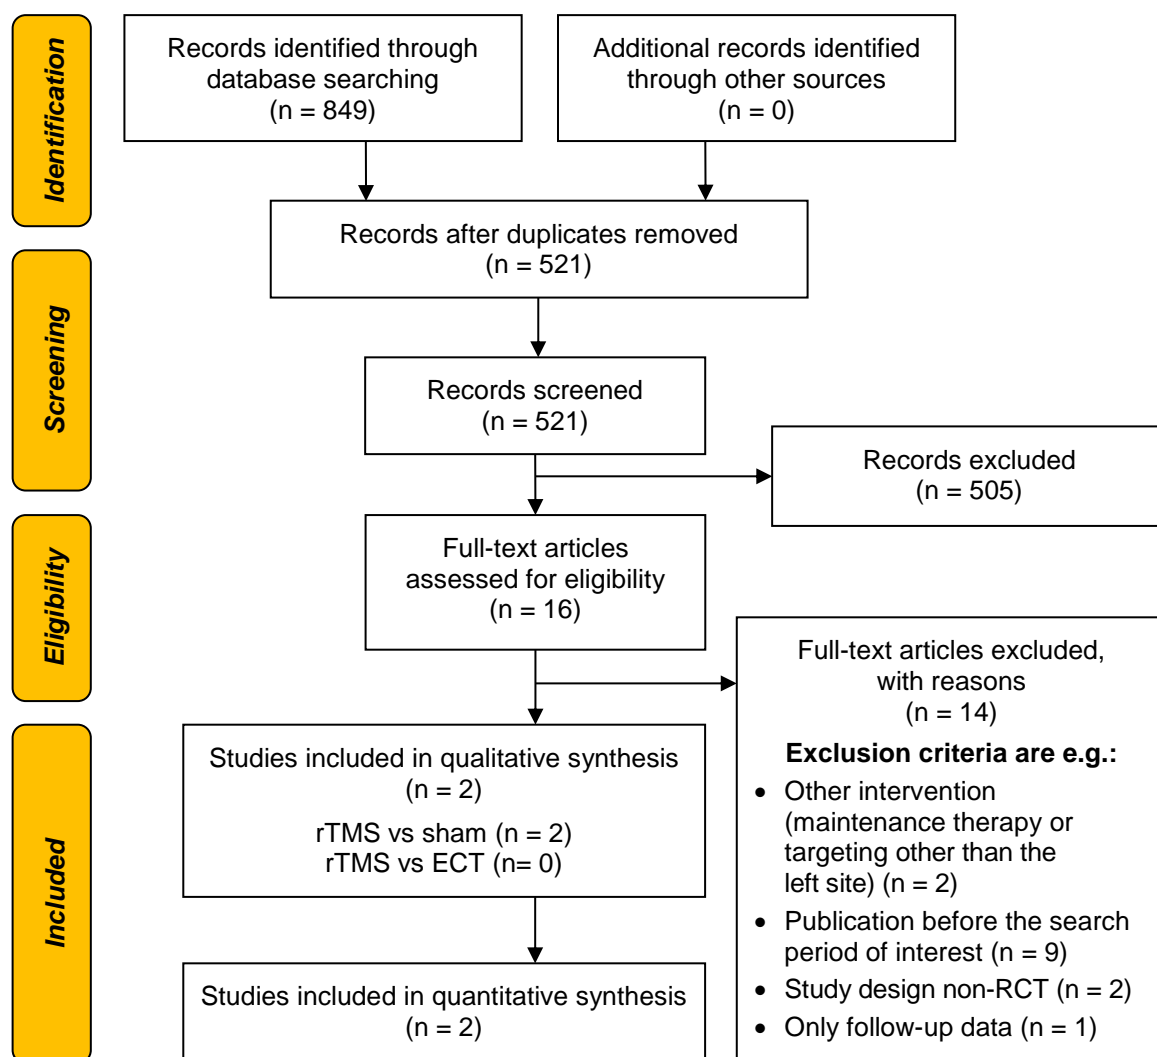 Identification
Records identified through
database searching
(n = 849)
Additional records identified
through other sources
(n = 0)
Records after duplicates removed
(n = 521)
Screening
Records screened
(n = 521)
Records excluded
(n = 505)
Eligibility
Full-text articles
assessed for eligibility
(n = 16)
Full-text articles excluded,
with reasons
(n = 14)
Exclusion criteria are e.g.:
• Other intervention
(maintenance therapy or
targeting other than the
left site) (n = 2)
• Publication before the search
period of interest (n = 9)
• Study design non-RCT (n = 2)
• Only follow-up data (n = 1)
Included
Studies included in qualitative synthesis
(n = 2)
rTMS vs sham (n = 2)
rTMS vs ECT (n= 0)
Studies included in quantitative synthesis
(n = 2)